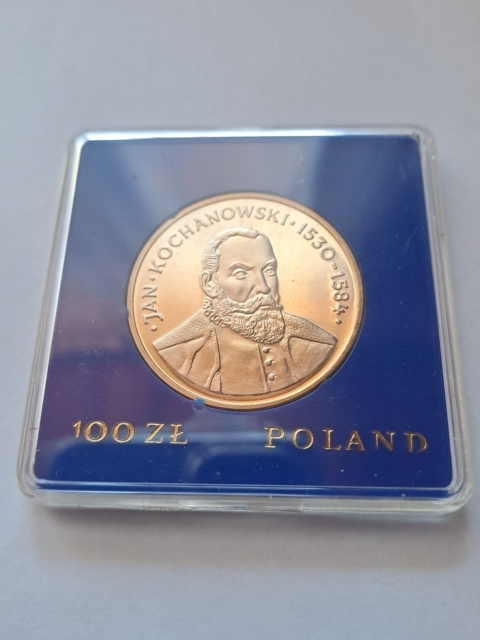 ·JAN·KOCHANOWSKI·1530-1584·
100 ZŁ POLAND